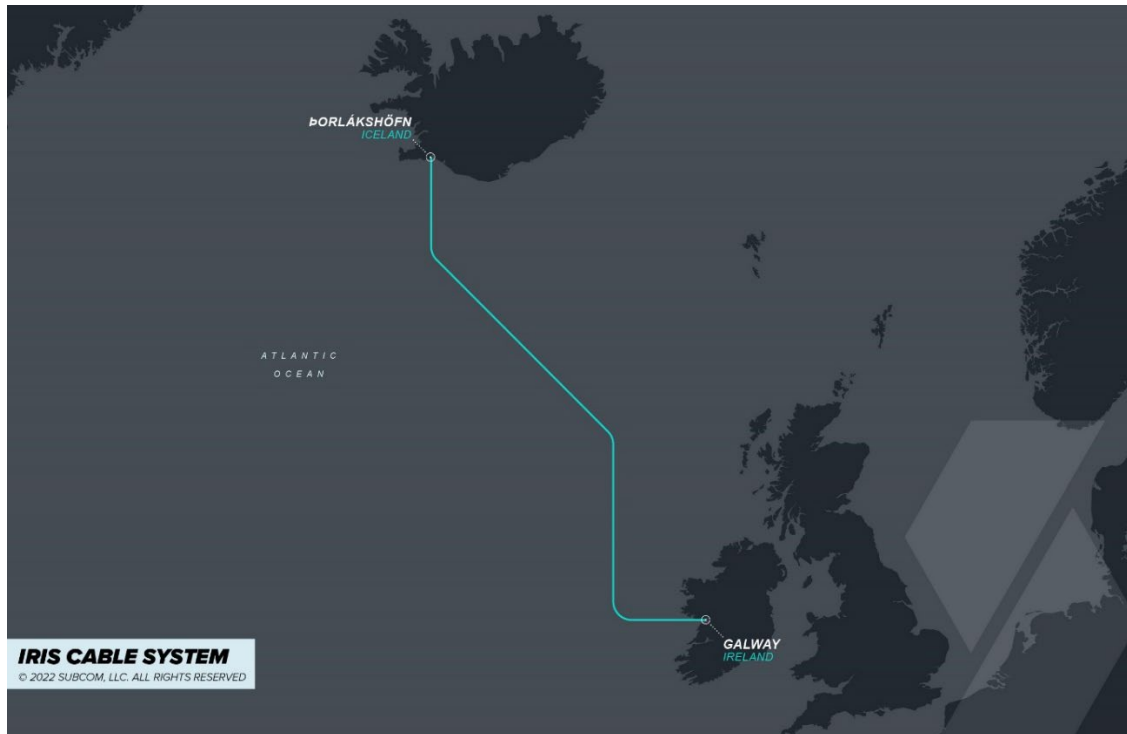 ÞORLÁKSHÖFN
ICELAND
ATLANTIC
OCEAN
GALWAY
IRELAND
IRIS CABLE SYSTEM
© 2022 SUBCOM, LLC. ALL RIGHTS RESERVED